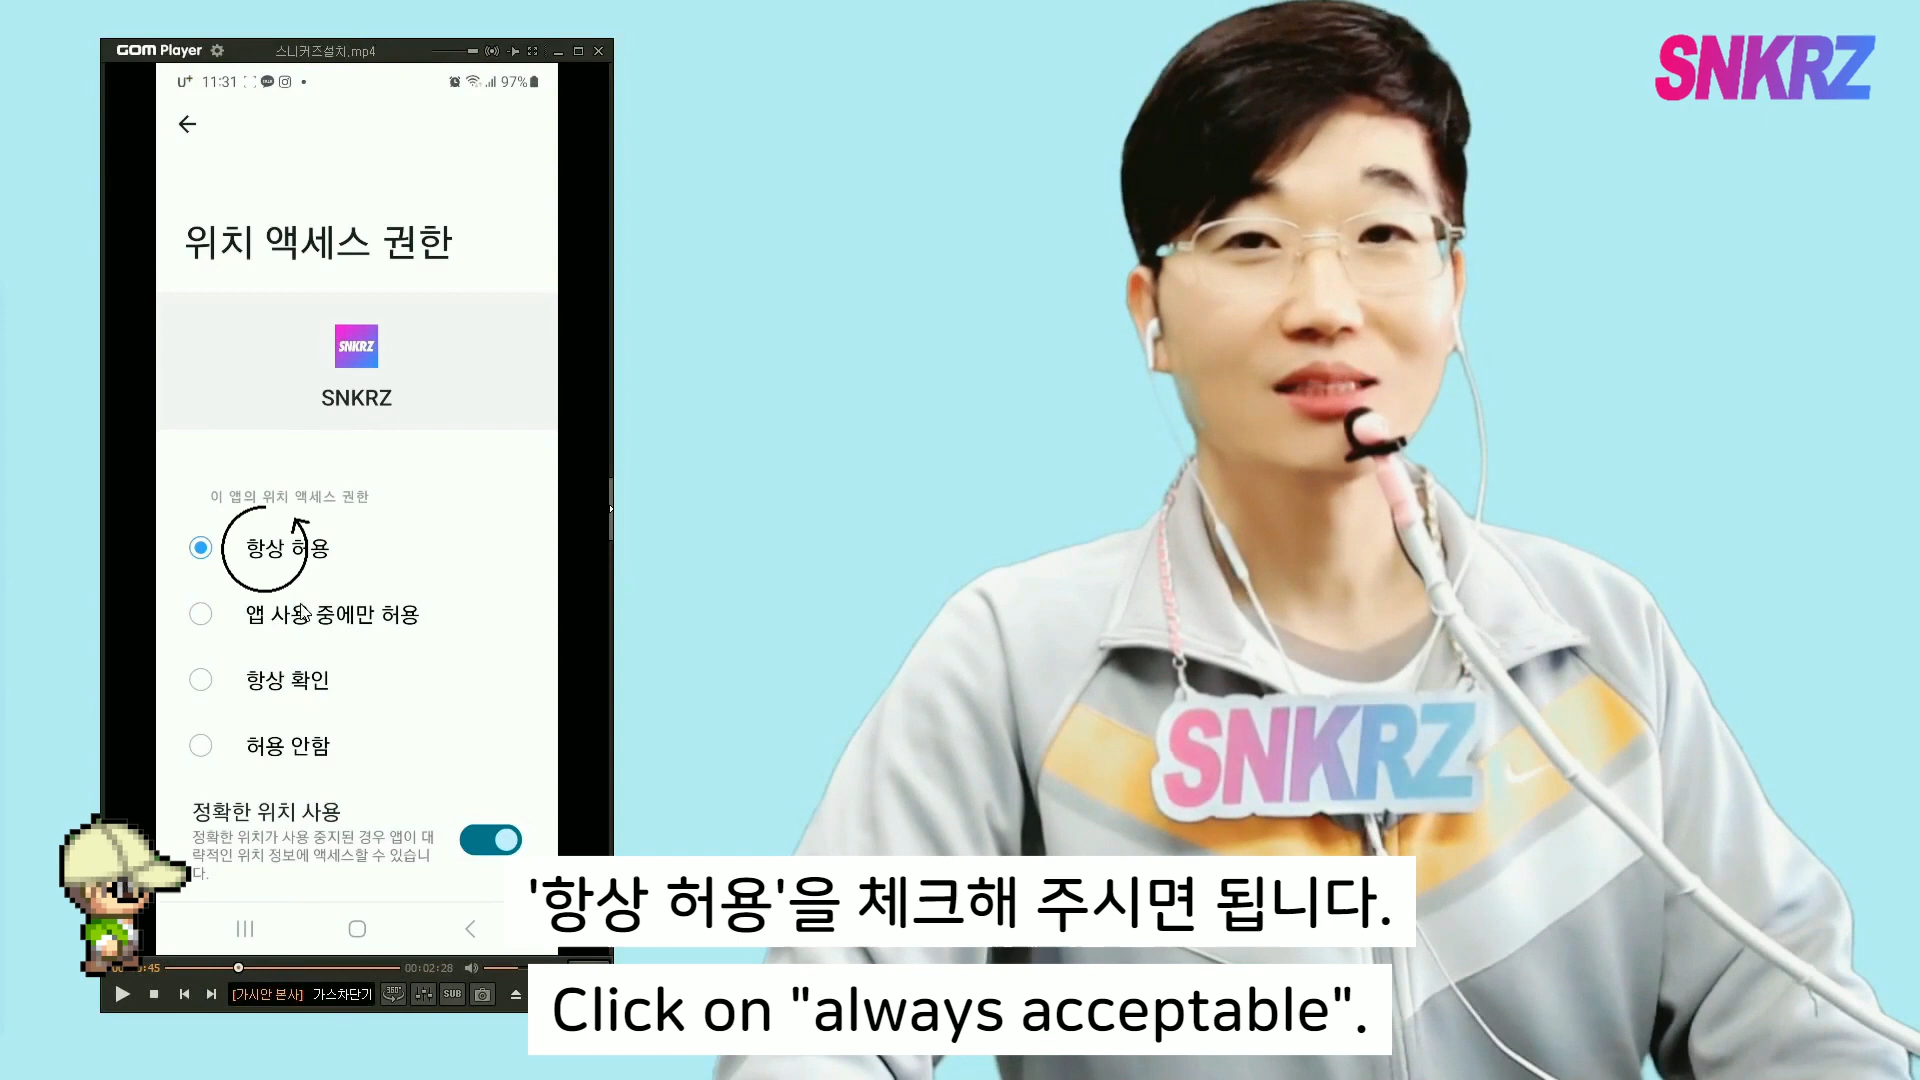 GOM Player
스니커즈설치.mp4
U+ 11:31
97%
위치 액세스 권한
SNKRZ
SNKRZ
이 앱의 위치 액세스 권한
항상 허용
앱 사용 중에만 허용
항상 확인
허용 안함
정확한 위치 사용
정확한 위치가 사용 중지된 경우 앱이 대
략적인 위치 정보에 액세스할 수 있습니
다.
00:02:28
[가시안 본사] 가스차단기
360°
SUB
SNKRZ
SNKRZ
'항상 허용'을 체크해 주시면 됩니다.
Click on "always acceptable".